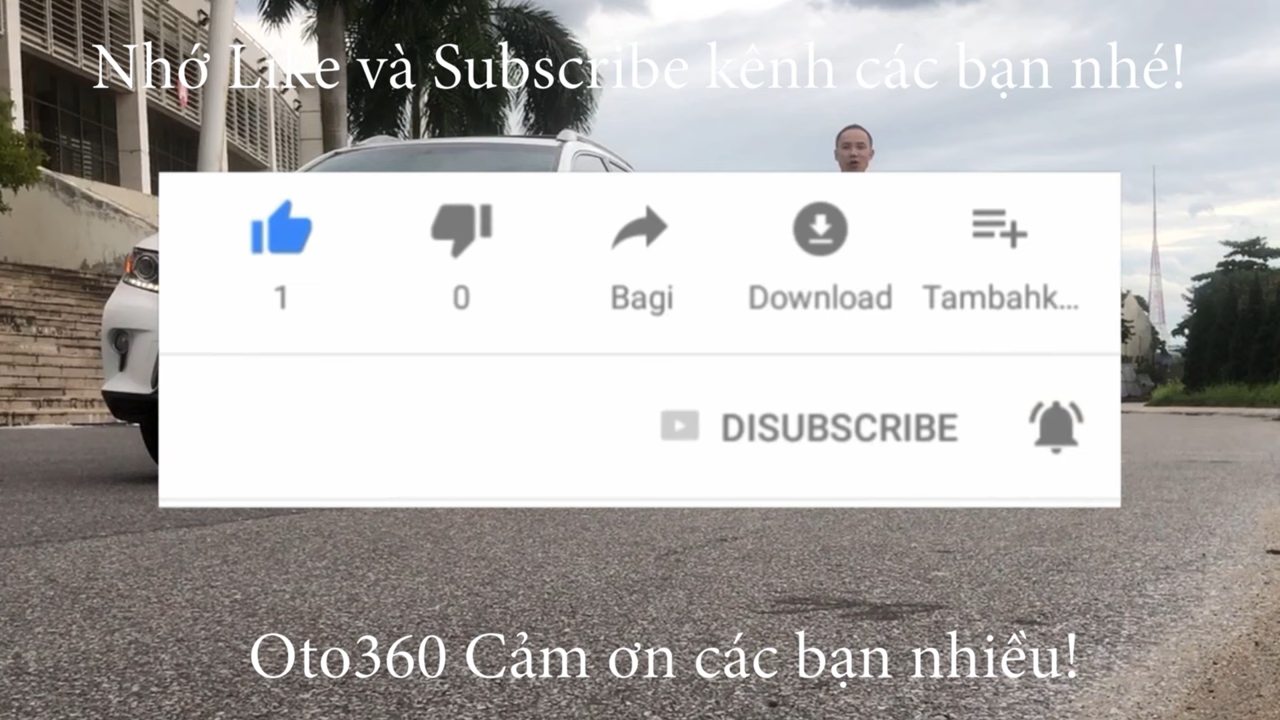 Nhớ Like và Subscribe kênh các bạn nhé!
1 0 Bagi Download Tambahk...
DISUBSCRIBE
Oto360 Cảm ơn các bạn nhiều!